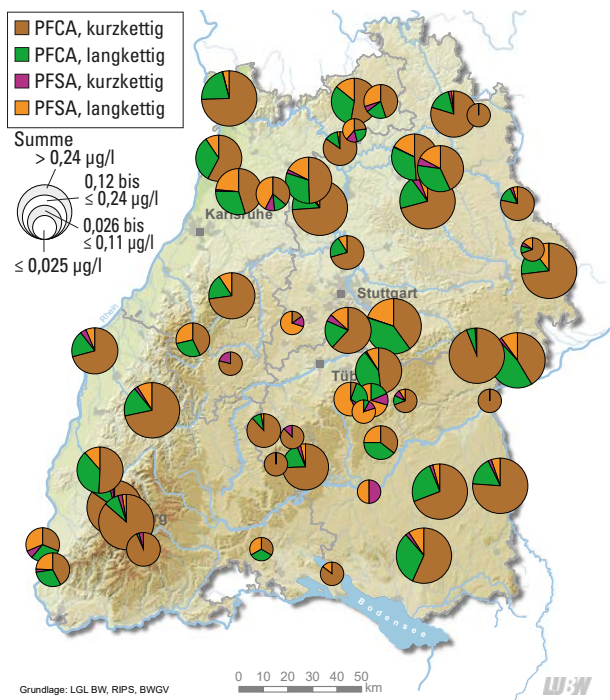 PFCA, kurzkettig
PFCA, langkettig
PFSA, kurzkettig
PFSA, langkettig
Summe
> 0,24 µg/l
0,12 bis
≤ 0,24 µg/l
0,026 bis
≤ 0,11 µg/l
≤ 0,025 µg/l
Karlsruhe
Rhein
Stuttgart
Tüb
rg
Bodensee
Grundlage: LGL BW, RIPS, BWGV
0 10 20 30 40 50
km
LUBW